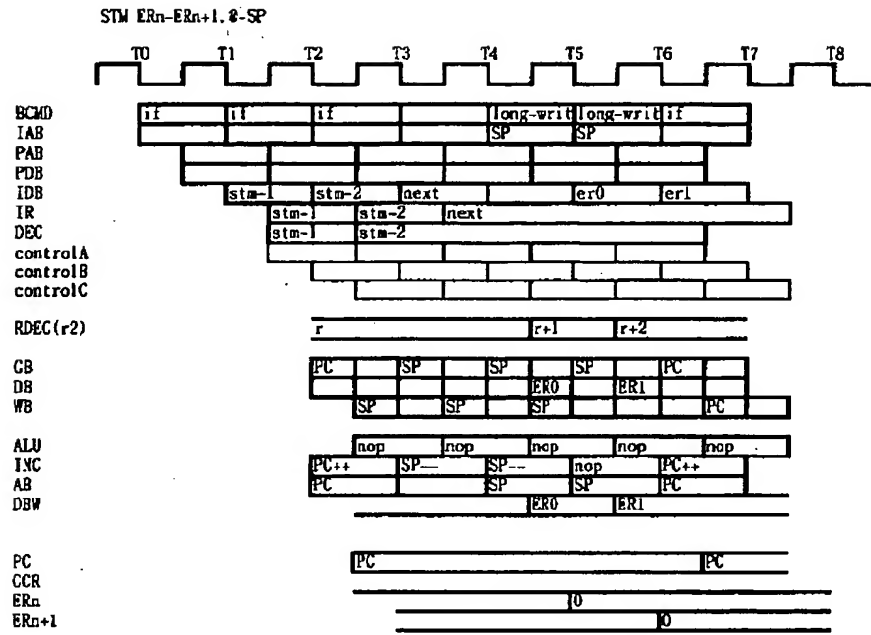 STM ERn-ERn+1,@-SP
T0 T1 T2 T3 T4 T5 T6 T7 T8
BCMD if if if long-writ long-writ if
IAB SP SP
PAB
PDB
IDB stm-1 stm-2 next er0 er1
IR stm-1 stm-2 next
DEC stm-1 stm-2
controlA
controlB
controlC
RDEC(r2) r r+1 r+2
GB PC SP SP SP PC
DB ER0 ER1
WB SP SP SP PC
ALU nop nop nop nop nop
INC PC++ SP-- SP-- nop PC++
AB PC SP SP PC
DBW ER0 ER1
PC PC PC
CCR
ERn 0
ERn+1 0